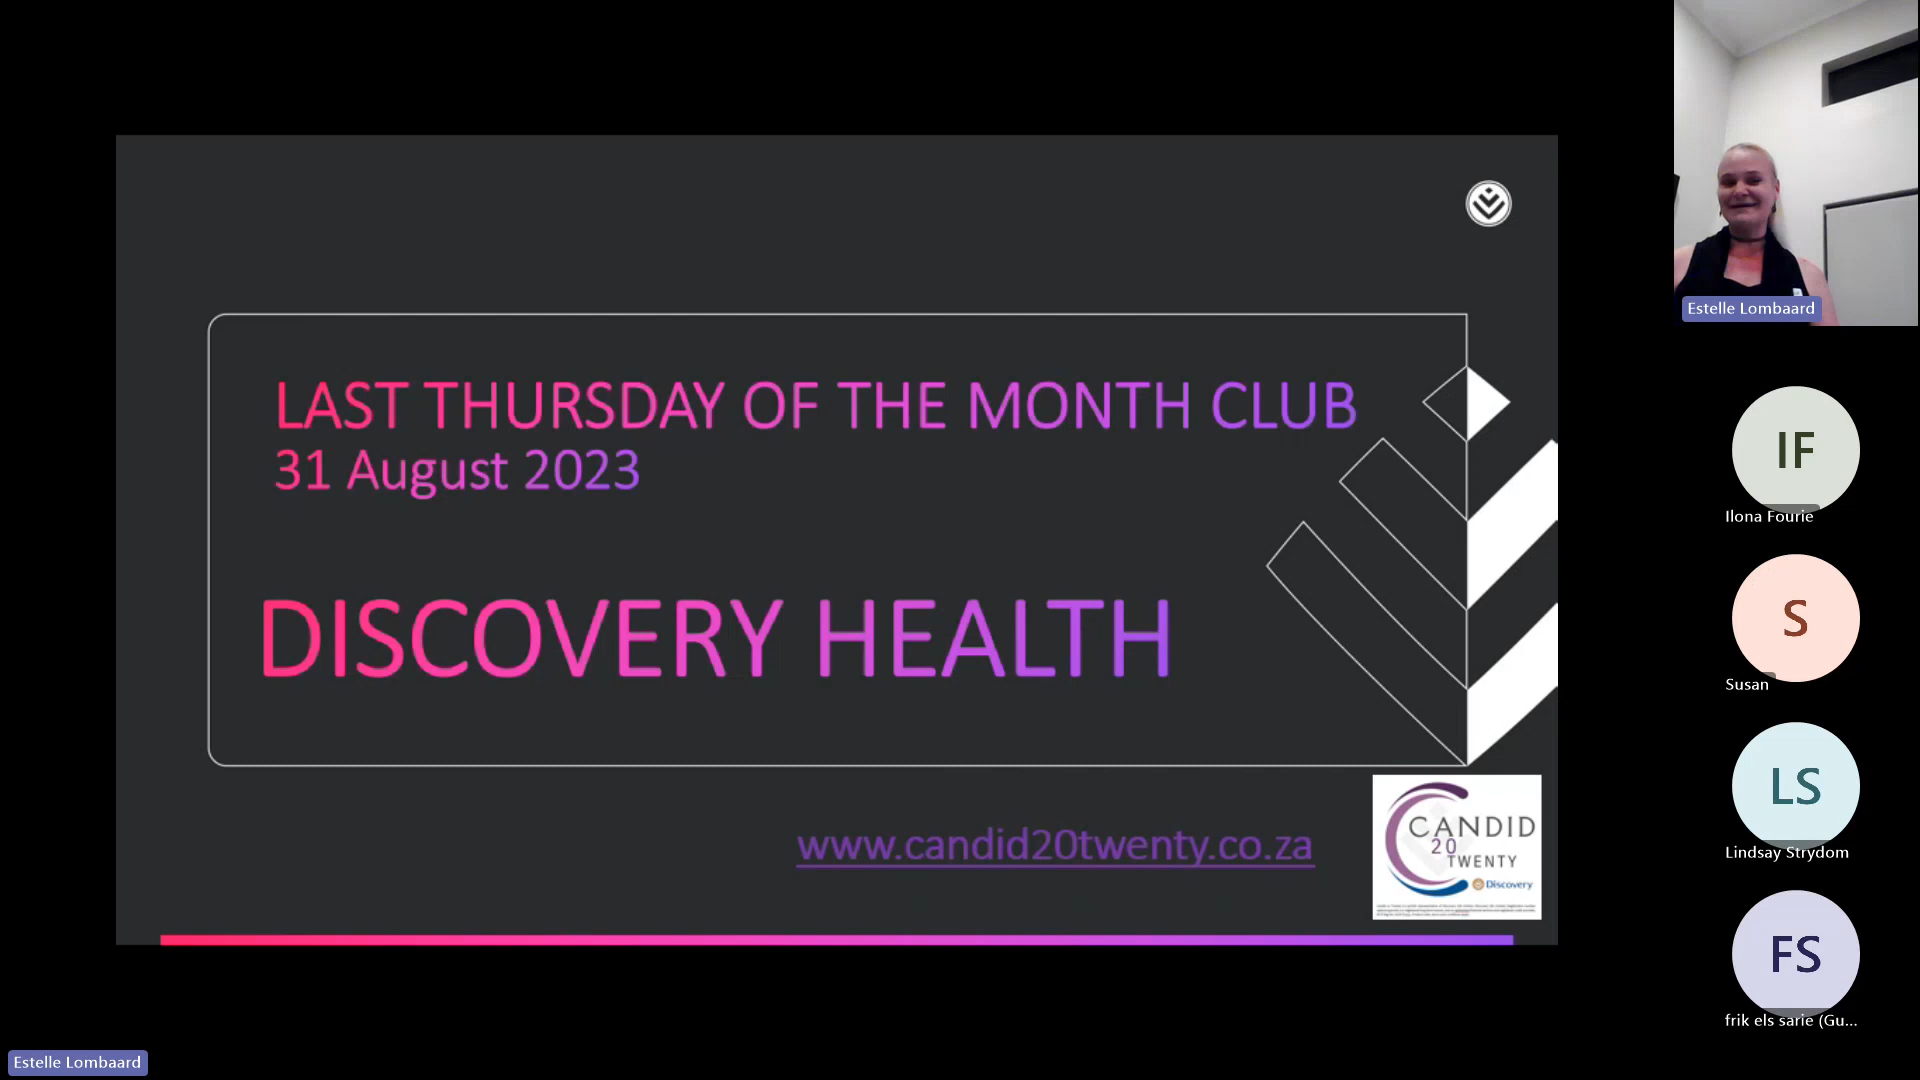 LAST THURSDAY OF THE MONTH CLUB
31 August 2023
DISCOVERY HEALTH
www.candid20twenty.co.za
CANDID
20
TWENTY
Discovery
Estelle Lombaard
IF
Ilona Fourie
S
Susan
LS
Lindsay Strydom
FS
frik els sarie (Gu...
Estelle Lombaard